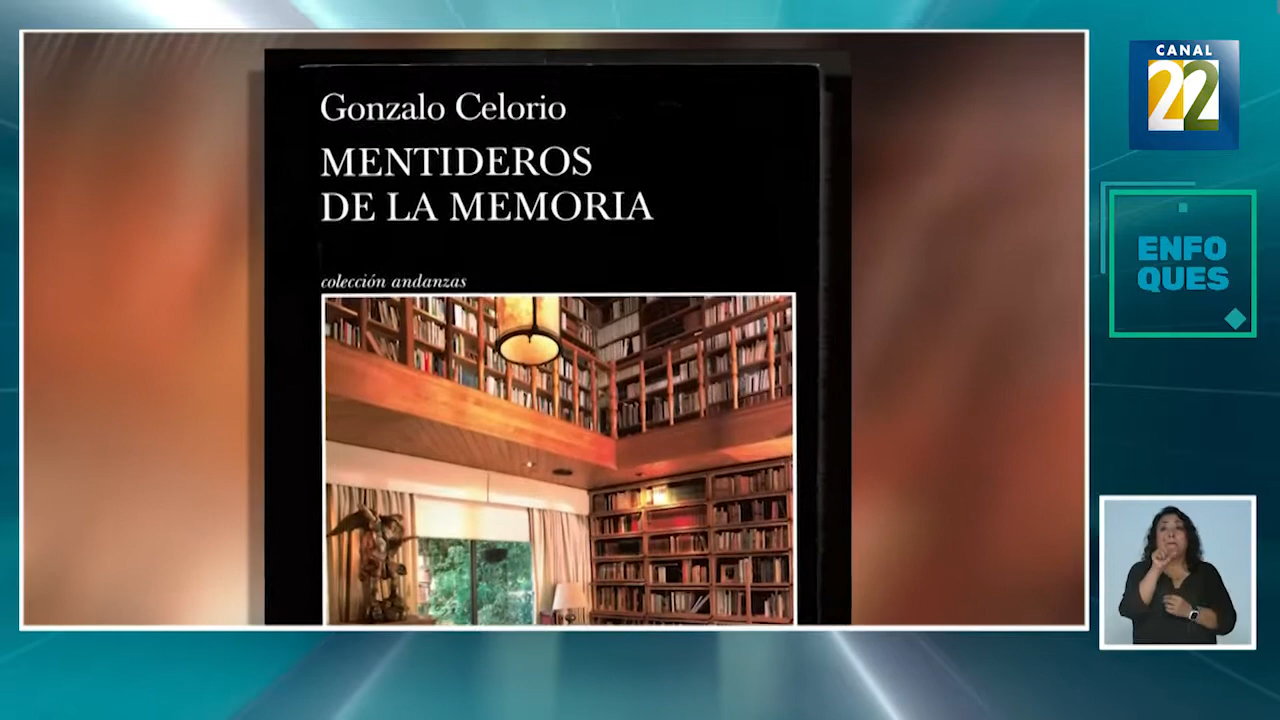 Gonzalo Celorio
MENTIDEROS
DE LA MEMORIA
colección andanzas
CANAL
22
ENFO
QUES